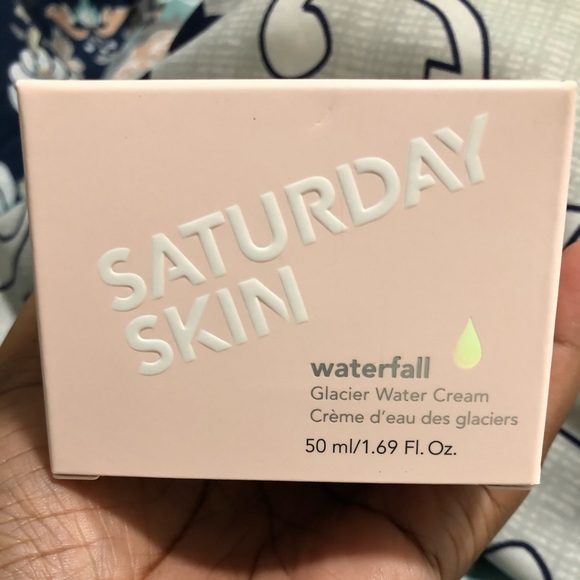 SATURDAY
SKIN
waterfall
Glacier Water Cream
Crème d'eau des glaciers
50 ml/1.69 Fl. Oz.